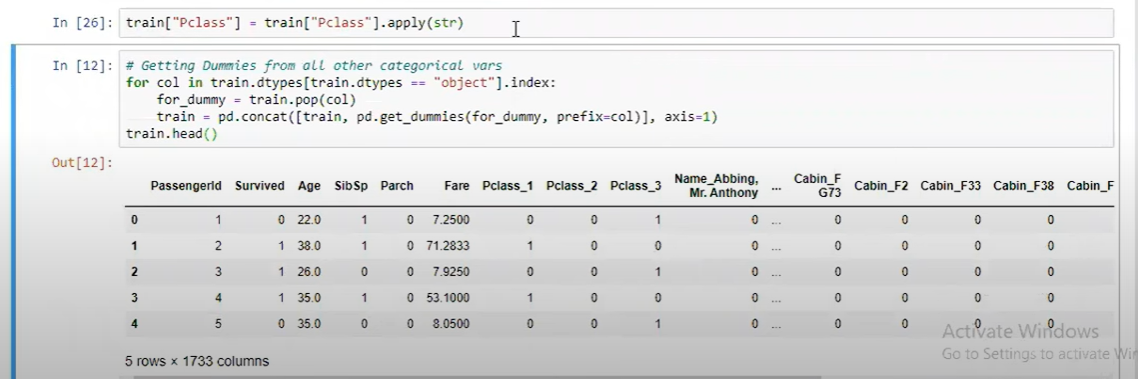 In [26]: train["Pclass"] = train["Pclass"].apply(str)
In [12]: # Getting Dummies from all other categorical vars
for col in train.dtypes[train.dtypes == "object"].index:
    for_dummy = train.pop(col)
    train = pd.concat([train, pd.get_dummies(for_dummy, prefix=col)], axis=1)
train.head()
Out[12]:
PassengerId Survived Age SibSp Parch Fare Pclass_1 Pclass_2 Pclass_3 Name_Abbing, Mr. Anthony ... Cabin_F G73 Cabin_F2 Cabin_F33 Cabin_F38 Cabin_F
0 1 0 22.0 1 0 7.2500 0 0 1 0 ... 0 0 0 0
1 2 1 38.0 1 0 71.2833 1 0 0 0 ... 0 0 0 0
2 3 1 26.0 0 0 7.9250 0 0 1 0 ... 0 0 0 0
3 4 1 35.0 1 0 53.1000 1 0 0 0 ... 0 0 0 0
4 5 0 35.0 0 0 8.0500 0 0 1 0 ... 0 0 0 0
Activate Windows
Go to Settings to activate Wi
5 rows × 1733 columns